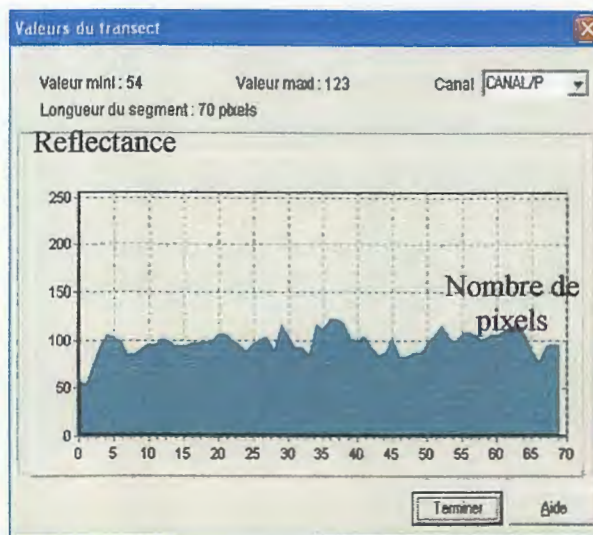 Valeurs du transect
Valeur mini : 54 Valeur maxi : 123 Canal CANAL/P
Longueur du segment : 70 pixels
Reflectance
250
200
150
100
50
0
Nombre de
pixels
0 5 10 15 20 25 30 35 40 45 50 55 60 65 70
Terminer Aide